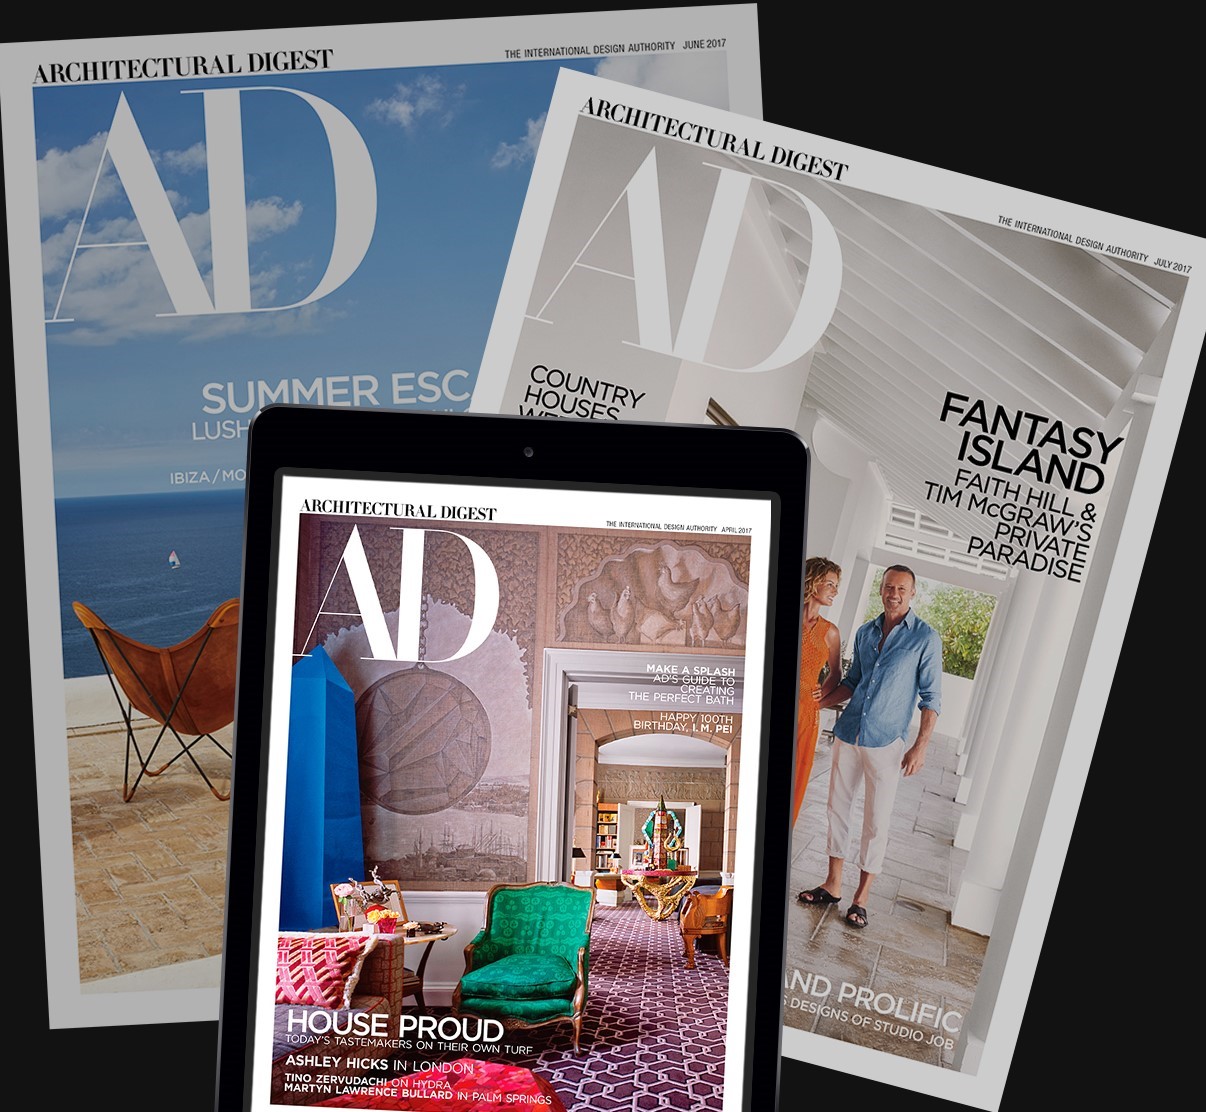 ARCHITECTURAL DIGEST
THE INTERNATIONAL DESIGN AUTHORITY JUNE 2017
AD
SUMMER ESC
LUSH
IBIZA/MO
ARCHITECTURAL DIGEST
THE INTERNATIONAL DESIGN AUTHORITY JULY 2017
AD
COUNTRY
HOUSES
FANTASY
ISLAND
FAITH HILL &
TIM McGRAW'S
PRIVATE
PARADISE
AND PROLIFIC
S DESIGNS OF STUDIO JOB
ARCHITECTURAL DIGEST
THE INTERNATIONAL DESIGN AUTHORITY APRIL 2017
AD
MAKE A SPLASH
AD'S GUIDE TO
CREATING
THE PERFECT BATH
HAPPY 100TH
BIRTHDAY, I. M. PEI
HOUSE PROUD
TODAY'S TASTEMAKERS ON THEIR OWN TURF
ASHLEY HICKS IN LONDON
TINO ZERVUDACHI ON HYDRA
MARTYN LAWRENCE BULLARD IN PALM SPRINGS